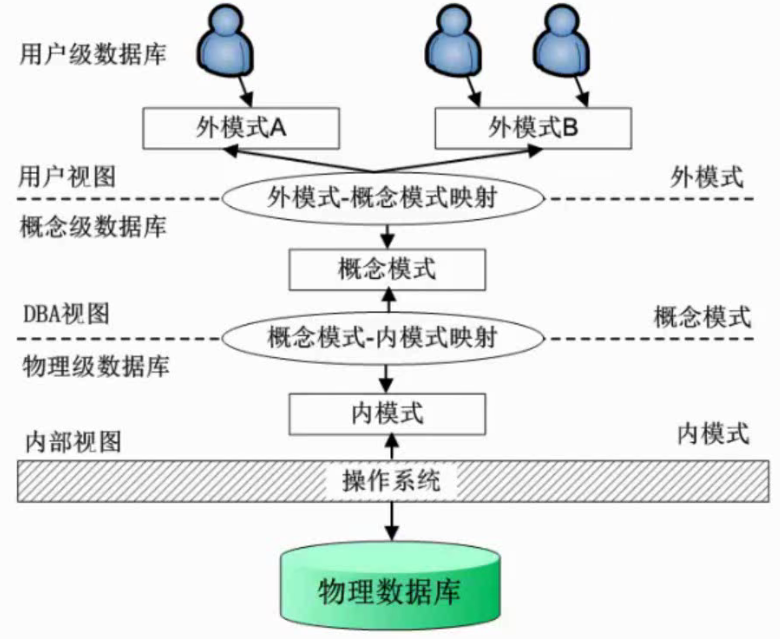 用户级数据库
外模式A
外模式B
用户视图
外模式-概念模式映射
外模式
概念级数据库
概念模式
DBA视图
概念模式-内模式映射
概念模式
物理级数据库
内模式
内部视图
内模式
操作系统
物理数据库